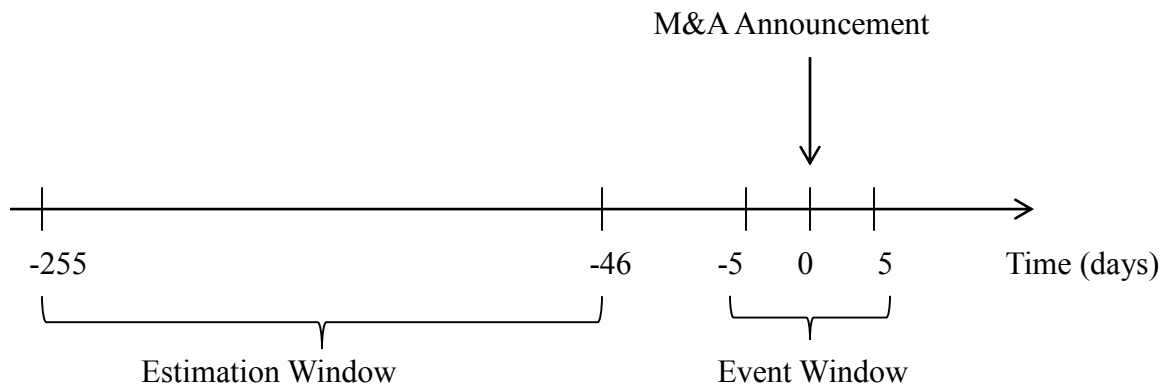 M&A Announcement
-255 -46 -5 0 5 Time (days)
Estimation Window Event Window